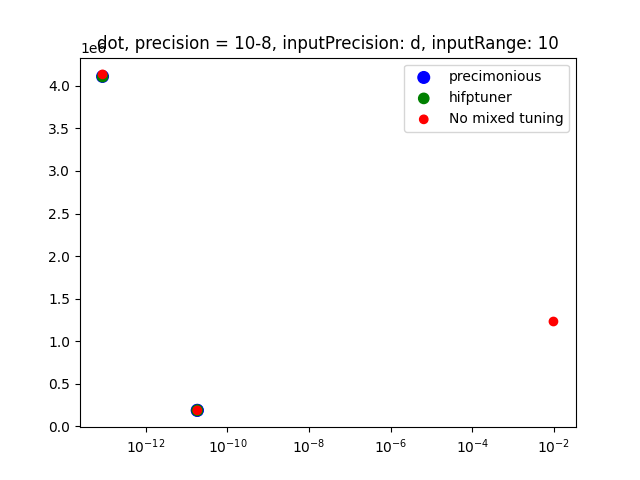 dot, precision = 10-8, inputPrecision: d, inputRange: 10
1e6
precimonious
hifptuner
No mixed tuning
4.0
3.5
3.0
2.5
2.0
1.5
1.0
0.5
0.0
10⁻¹² 10⁻¹⁰ 10⁻⁸ 10⁻⁶ 10⁻⁴ 10⁻²